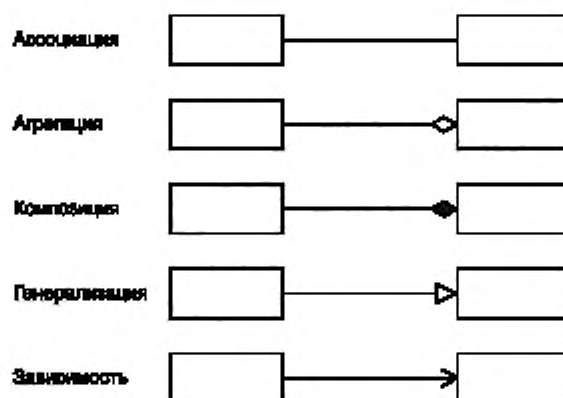 Ассоциация
Агрегация
Композиция
Генерализация
Зависимость